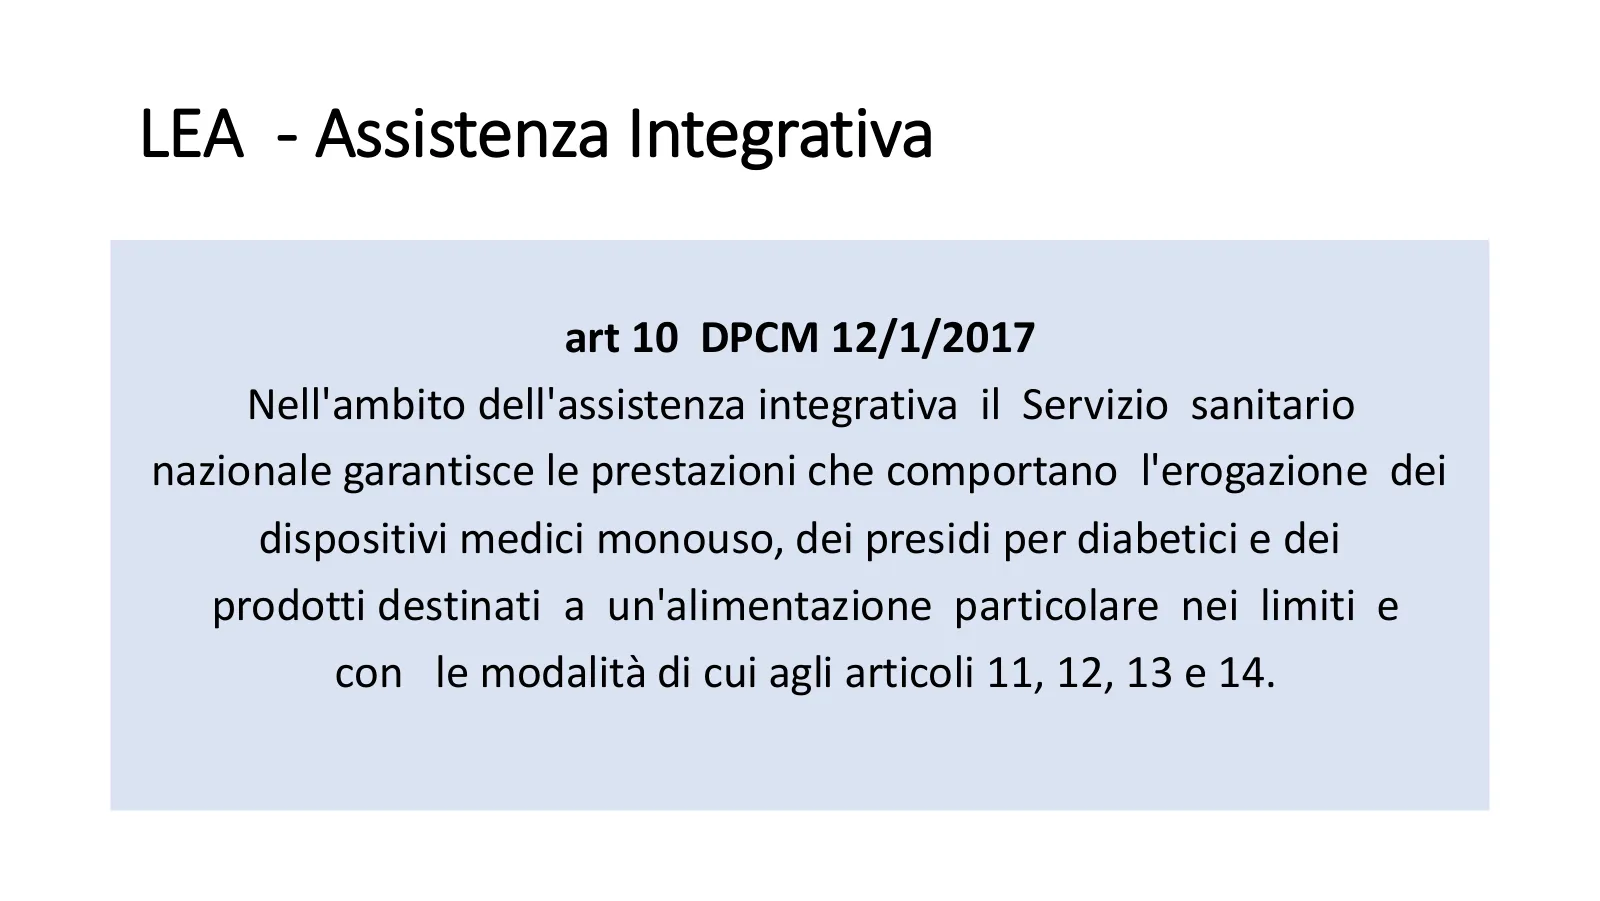 LEA  - Assistenza Integrativa
art 10  DPCM 12/1/2017
Nell'ambito dell'assistenza integrativa  il  Servizio  sanitario
nazionale garantisce le prestazioni che comportano  l'erogazione  dei
dispositivi medici monouso, dei presidi per diabetici e dei
prodotti destinati  a  un'alimentazione  particolare  nei  limiti  e
con   le modalità di cui agli articoli 11, 12, 13 e 14.